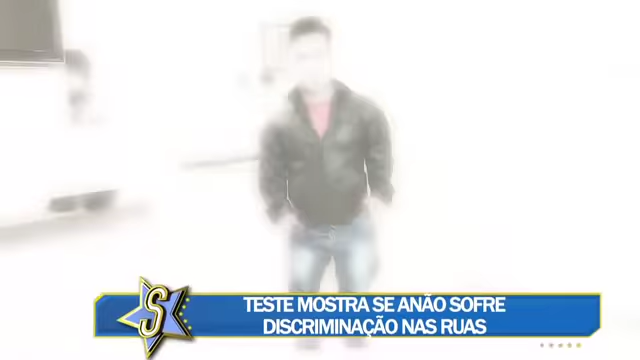 TESTE MOSTRA SE ANÃO SOFRE
DISCRIMINAÇÃO NAS RUAS
S